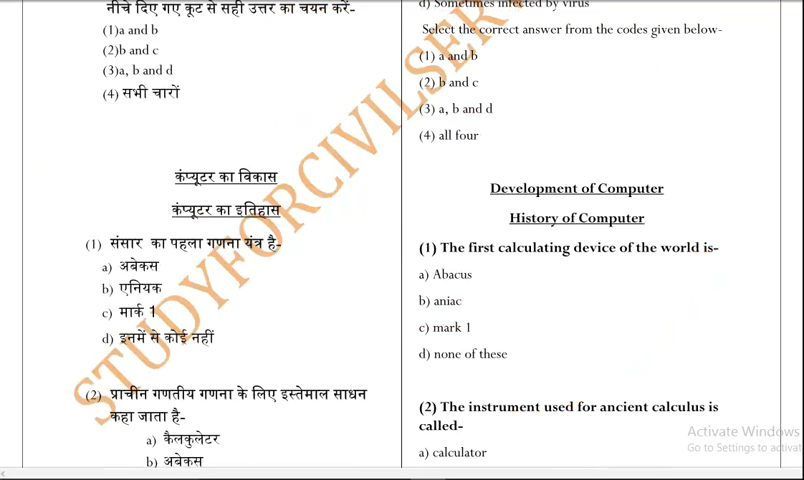 नीचे दिए गए कूट से सही उत्तर का चयन करें-
(1)a and b
(2)b and c
(3)a, b and d
(4) सभी चारों
कंप्यूटर का विकास
कंप्यूटर का इतिहास
(1) संसार का पहला गणना यंत्र है-
a) अबेकस
b) एनियक
c) मार्क 1
d) इनमें से कोई नहीं
(2) प्राचीन गणतीय गणना के लिए इस्तेमाल साधन
कहा जाता है-
a) कैलकुलेटर
b) अबेकस
d) Sometimes infected by virus
Select the correct answer from the codes given below-
(1) a and b
(2) b and c
(3) a, b and d
(4) all four
Development of Computer
History of Computer
(1) The first calculating device of the world is-
a) Abacus
b) aniac
c) mark 1
d) none of these
(2) The instrument used for ancient calculus is
called-
a) calculator
STUDYFORCIVILSER
Activate Windows
Go to Settings to activat